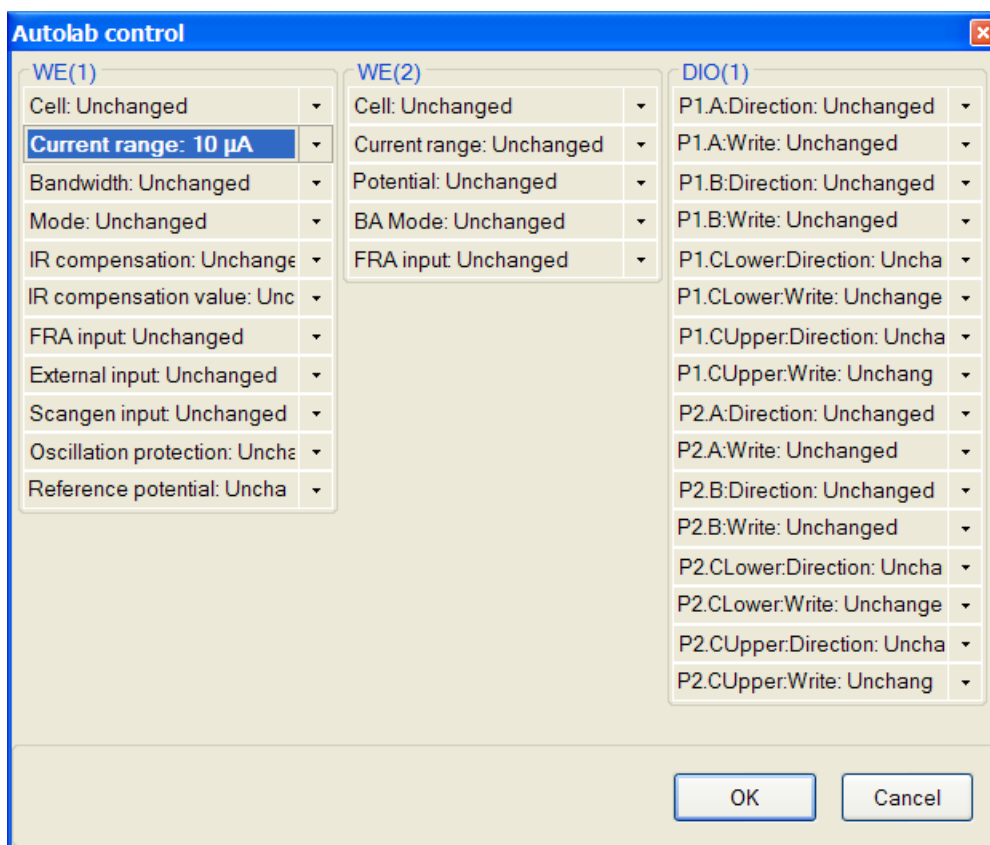 Autolab control
WE(1)
Cell: Unchanged
Current range: 10 µA
Bandwidth: Unchanged
Mode: Unchanged
IR compensation: Unchange
IR compensation value: Unc
FRA input: Unchanged
External input: Unchanged
Scangen input: Unchanged
Oscillation protection: Uncha
Reference potential: Uncha
WE(2)
Cell: Unchanged
Current range: Unchanged
Potential: Unchanged
BA Mode: Unchanged
FRA input: Unchanged
DIO(1)
P1.A:Direction: Unchanged
P1.A:Write: Unchanged
P1.B:Direction: Unchanged
P1.B:Write: Unchanged
P1.CLower:Direction: Uncha
P1.CLower:Write: Unchange
P1.CUpper:Direction: Uncha
P1.CUpper:Write: Unchang
P2.A:Direction: Unchanged
P2.A:Write: Unchanged
P2.B:Direction: Unchanged
P2.B:Write: Unchanged
P2.CLower:Direction: Uncha
P2.CLower:Write: Unchange
P2.CUpper:Direction: Uncha
P2.CUpper:Write: Unchang
OK
Cancel